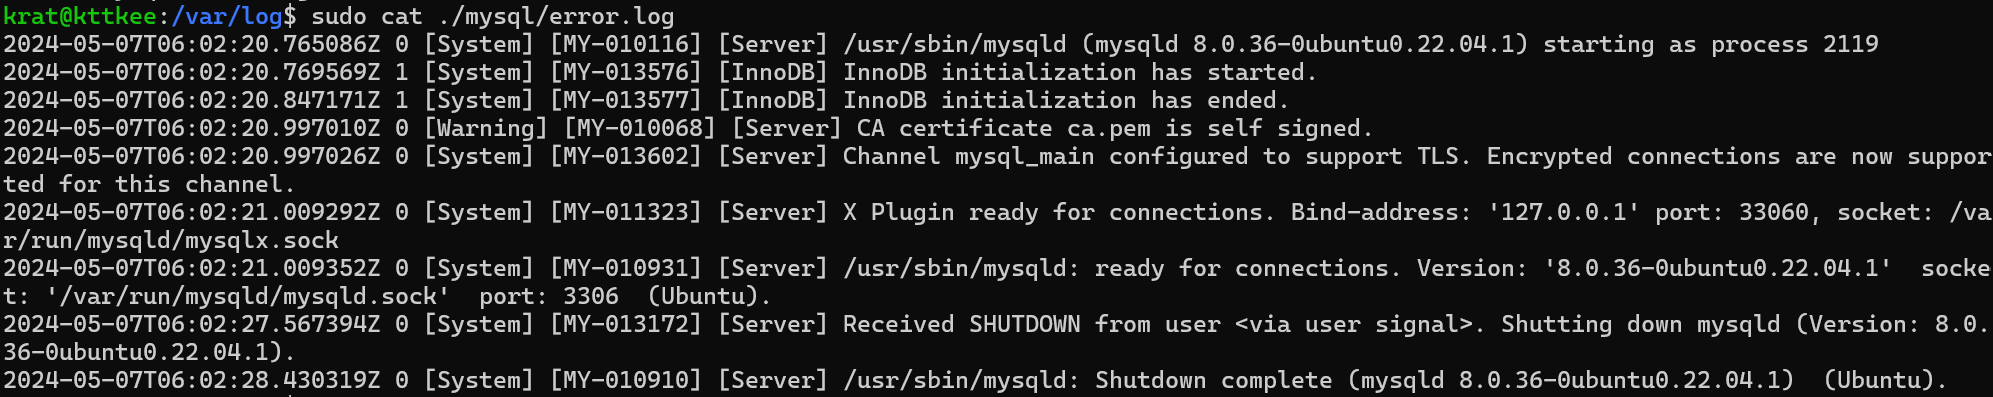 krat@kttkee:/var/log$ sudo cat ./mysql/error.log
2024-05-07T06:02:20.765086Z 0 [System] [MY-010116] [Server] /usr/sbin/mysqld (mysqld 8.0.36-0ubuntu0.22.04.1) starting as process 2119
2024-05-07T06:02:20.769569Z 1 [System] [MY-013576] [InnoDB] InnoDB initialization has started.
2024-05-07T06:02:20.847171Z 1 [System] [MY-013577] [InnoDB] InnoDB initialization has ended.
2024-05-07T06:02:20.997010Z 0 [Warning] [MY-010068] [Server] CA certificate ca.pem is self signed.
2024-05-07T06:02:20.997026Z 0 [System] [MY-013602] [Server] Channel mysql_main configured to support TLS. Encrypted connections are now suppor
ted for this channel.
2024-05-07T06:02:21.009292Z 0 [System] [MY-011323] [Server] X Plugin ready for connections. Bind-address: '127.0.0.1' port: 33060, socket: /va
r/run/mysqld/mysqlx.sock
2024-05-07T06:02:21.009352Z 0 [System] [MY-010931] [Server] /usr/sbin/mysqld: ready for connections. Version: '8.0.36-0ubuntu0.22.04.1'  socke
t: '/var/run/mysqld/mysqld.sock'  port: 3306  (Ubuntu).
2024-05-07T06:02:27.567394Z 0 [System] [MY-013172] [Server] Received SHUTDOWN from user <via user signal>. Shutting down mysqld (Version: 8.0.
36-0ubuntu0.22.04.1).
2024-05-07T06:02:28.430319Z 0 [System] [MY-010910] [Server] /usr/sbin/mysqld: Shutdown complete (mysqld 8.0.36-0ubuntu0.22.04.1)  (Ubuntu).